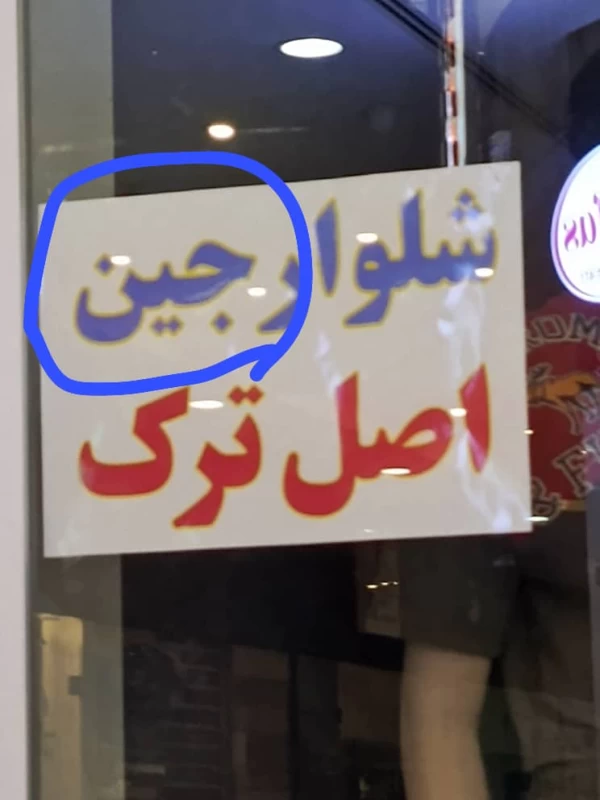 شلوار جین
اصل ترک